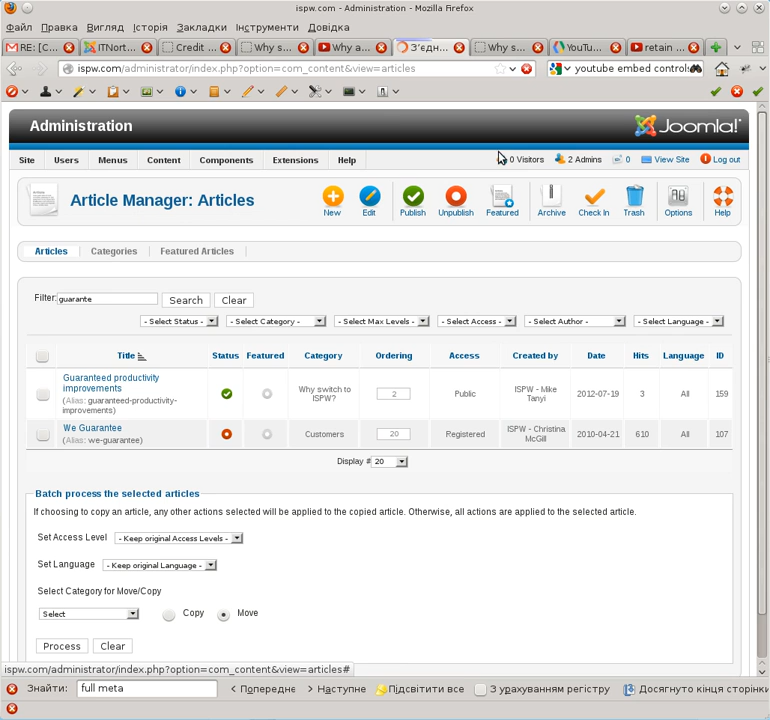 ispw.com - Administration - Mozilla Firefox
Файл Правка Вигляд Історія Закладки Інструменти Довідка
RE: [C... ITNort... Credit ... Why s... Why a... З'єдн... Why s... YouTu... retain ...
ispw.com/administrator/index.php?option=com_content&view=articles youtube embed controls
Administration Joomla!
Site Users Menus Content Components Extensions Help 0 Visitors 2 Admins 0 View Site Log out
Article Manager: Articles
New Edit Publish Unpublish Featured Archive Check In Trash Options Help
Articles Categories Featured Articles
Filter: guarante Search Clear
- Select Status - - Select Category - - Select Max Levels - - Select Access - - Select Author - - Select Language -
Title Status Featured Category Ordering Access Created by Date Hits Language ID
Guaranteed productivity
improvements
(Alias: guaranteed-productivity-
improvements)
Why switch to
ISPW?
2 Public
ISPW - Mike
Tanyi
2012-07-19 3 All 159
We Guarantee
(Alias: we-guarantee)
Customers 20 Registered
ISPW - Christina
McGill
2010-04-21 610 All 107
Display # 20
Batch process the selected articles
If choosing to copy an article, any other actions selected will be applied to the copied article. Otherwise, all actions are applied to the selected article.
Set Access Level - Keep original Access Levels -
Set Language - Keep original Language -
Select Category for Move/Copy
Select Copy Move
Process Clear
ispw.com/administrator/index.php?option=com_content&view=articles#
Знайти: full meta Попереднє Наступне Підсвітити все З урахуванням регістру Досягнуто кінця сторінки